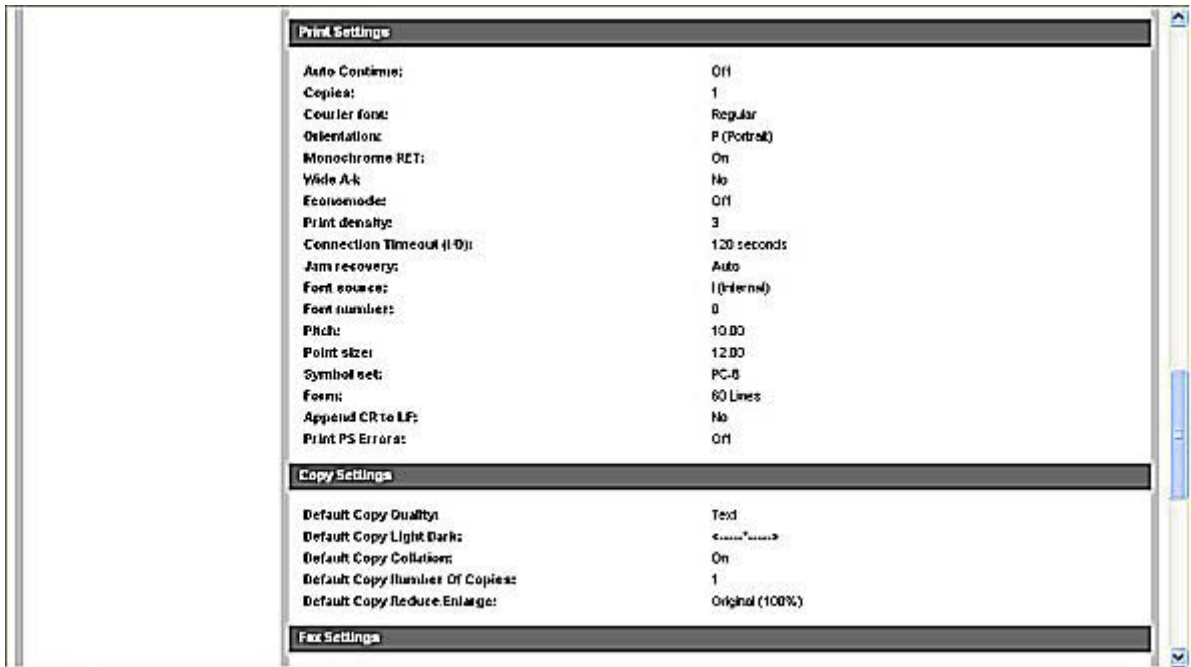 Print Settings
Auto Continue: Off
Copies: 1
Courier font: Regular
Orientation: P (Portrait)
Monochrome RET: On
Wide A4: No
Economode: Off
Print density: 3
Connection Timeout (I/O): 120 seconds
Jam recovery: Auto
Font source: I (Internal)
Font number: 0
Pitch: 10.00
Point size: 12.00
Symbol set: PC-8
Form: 60 Lines
Append CR to LF: No
Print PS Errors: Off
Copy Settings
Default Copy Quality: Text
Default Copy Light Dark: <-----*----->
Default Copy Collation: On
Default Copy Number Of Copies: 1
Default Copy Reduce Enlarge: Original (100%)
Fax Settings